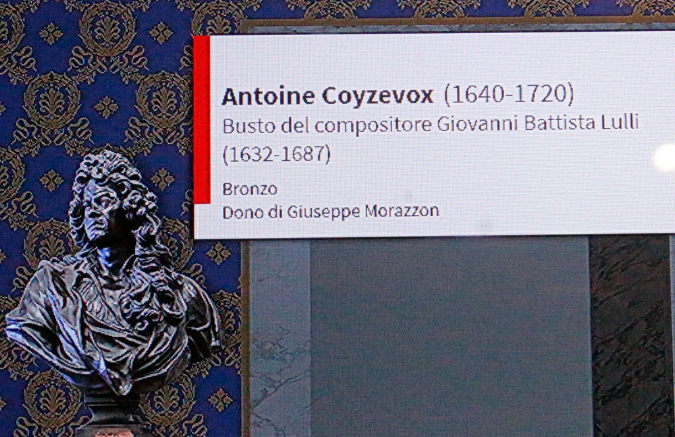 Antoine Coyzevox (1640-1720)
Busto del compositore Giovanni Battista Lulli
(1632-1687)
Bronzo
Dono di Giuseppe Morazzon